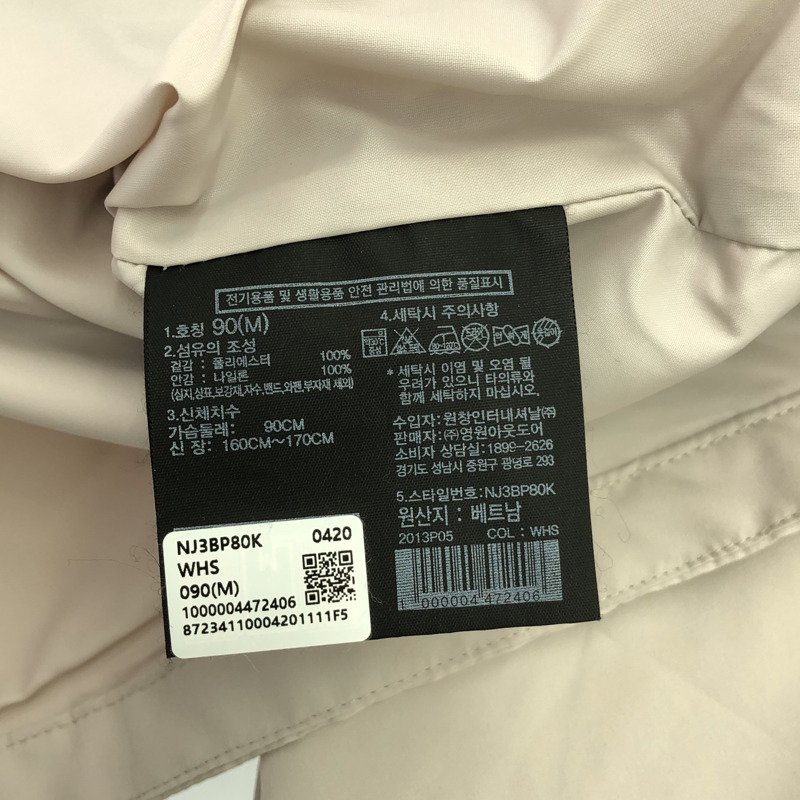 전기용품 및 생활용품 안전 관리법에 의한 품질표시
1.호칭 90(M)
2.섬유의 조성
겉감 : 폴리에스터 100%
안감 : 나일론 100%
(심지,상표,보강재,자수,밴드,와펜,부자재 제외)
3.신체치수
가슴둘레: 90CM
신 장: 160CM~170CM
4.세탁시 주의사항
* 세탁시 이염 및 오염 될
우려가 있으니 타의류와
함께 세탁하지 마십시오.
수입자: 원창인터내셔날㈜
판매자: ㈜영원아웃도어
소비자 상담실: 1899-2626
경기도 성남시 중원구 광명로 293
5.스타일번호: NJ3BP80K
원산지 : 베트남
2013P05 COL : WHS
1 000004 472406
NJ3BP80K 0420
WHS
090(M)
1000004472406
87234110004201111F5